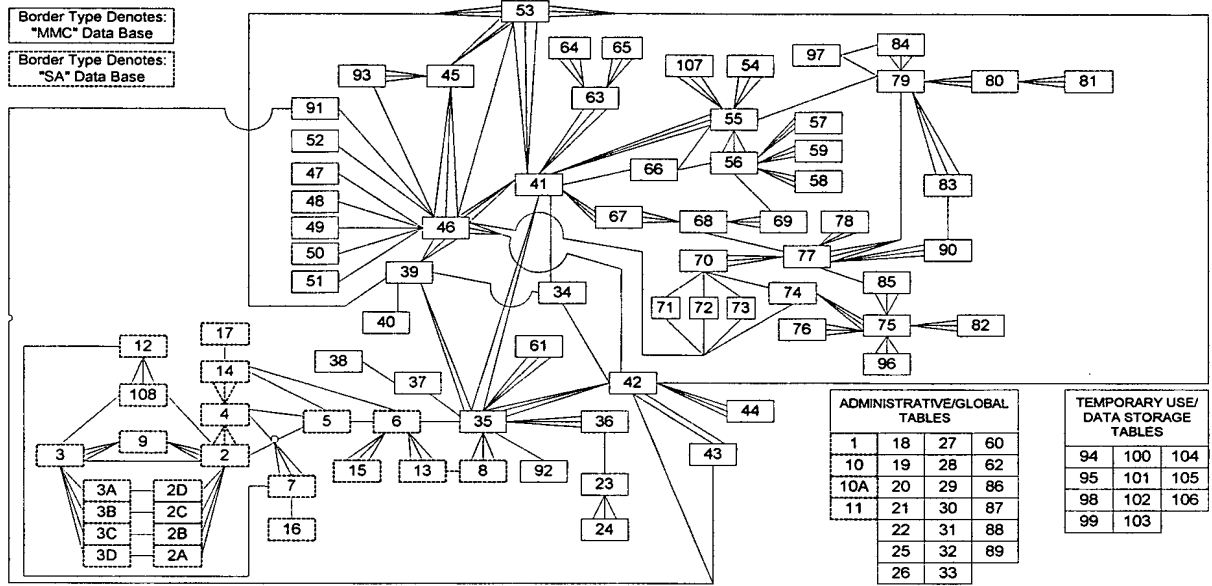 Border Type Denotes:
"MMC" Data Base
Border Type Denotes:
"SA" Data Base
53
64
65
84
97
107
54
79
80
81
93
45
63
91
55
57
52
56
59
66
58
47
41
83
48
67
68
69
78
49
46
50
77
90
70
51
39
85
34
74
71
72
73
40
76
75
82
17
61
96
12
38
14
37
42
108
4
44
5
6
35
36
9
43
3
2
15
13
8
92
7
23
3A
2D
3B
2C
16
24
3C
2B
3D
2A
ADMINISTRATIVE/GLOBAL
TABLES
1 18 27 60
10 19 28 62
10A 20 29 86
11 21 30 87
22 31 88
25 32 89
26 33
TEMPORARY USE/
DATA STORAGE
TABLES
94 100 104
95 101 105
98 102 106
99 103